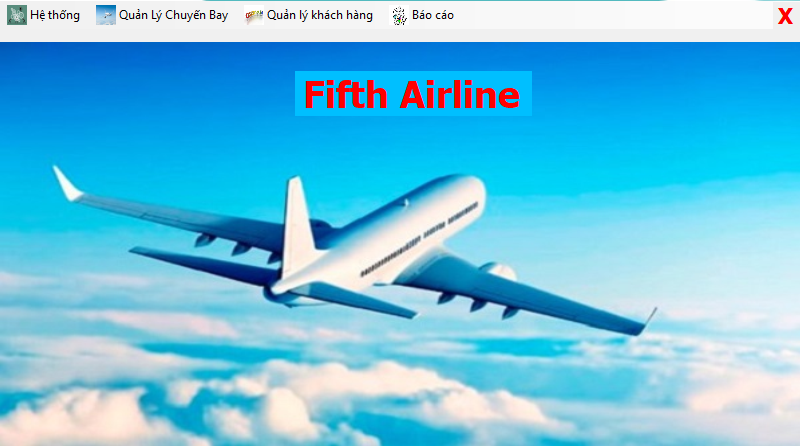 Hệ thống Quản Lý Chuyến Bay Quản lý khách hàng Báo cáo X
Fifth Airline